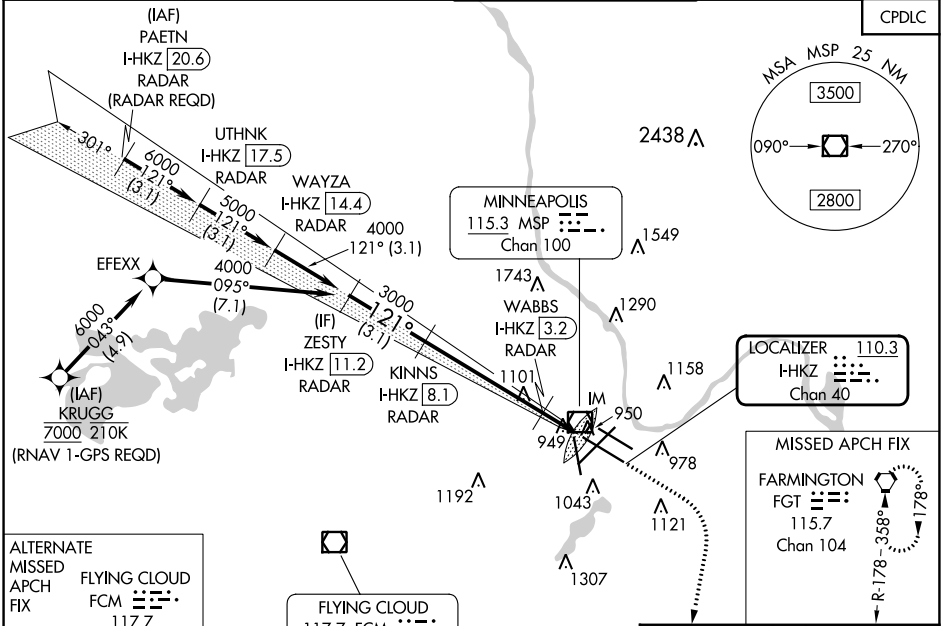 CPDLC
(IAF)
PAETN
I-HKZ 20.6
RADAR
(RADAR REQD)
MSA MSP 25 NM
3500
090°
270°
2800
2438
301°
6000
121°
(3.1)
UTHNK
I-HKZ 17.5
RADAR
5000
121°
(3.1)
WAYZA
I-HKZ 14.4
RADAR
4000
121° (3.1)
MINNEAPOLIS
115.3 MSP
Chan 100
1549
EFEXX
4000
095°
(7.1)
1743
1290
3000
121°
(3.1)
(IF)
ZESTY
I-HKZ 11.2
RADAR
WABBS
I-HKZ 3.2
RADAR
6000
043°
(4.9)
KINNS
I-HKZ 8.1
RADAR
1101
1158
LOCALIZER 110.3
I-HKZ
Chan 40
(IAF)
KRUGG
7000 210K
(RNAV 1-GPS REQD)
IM
950
949
978
1192
1043
1121
1307
MISSED APCH FIX
FARMINGTON
FGT
115.7
Chan 104
R-178
358°
178°
ALTERNATE
MISSED
APCH
FIX
FLYING CLOUD
FCM
117.7
FLYING CLOUD
117.7 FCM